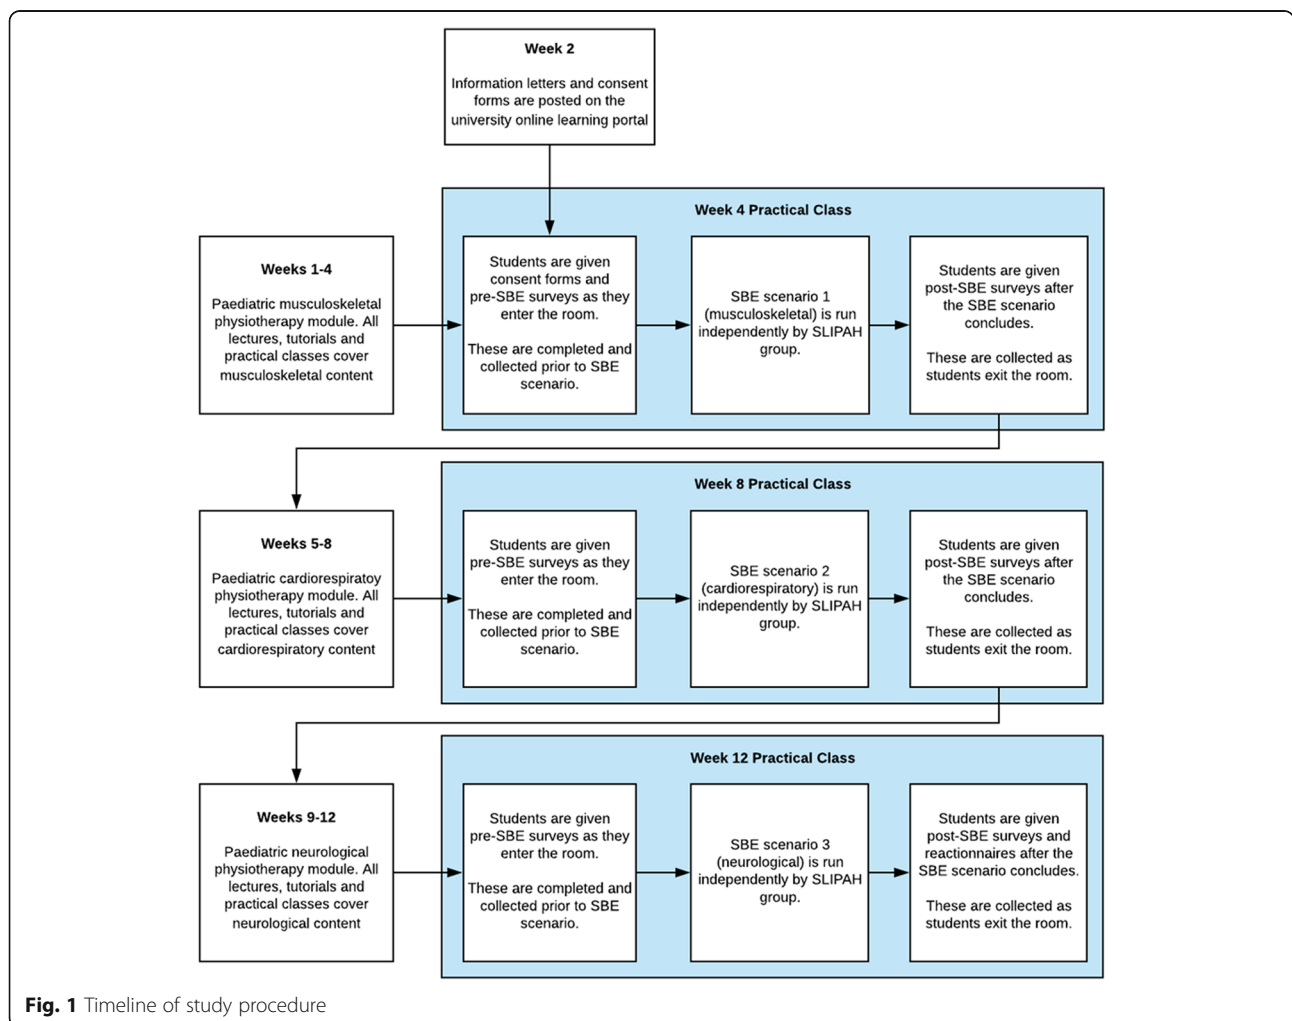 Week 2
Information letters and consent
forms are posted on the
university online learning portal
Week 4 Practical Class
Weeks 1-4
Paediatric musculoskeletal
physiotherapy module. All
lectures, tutorials and
practical classes cover
musculoskeletal content
Students are given
consent forms and
pre-SBE surveys as they
enter the room.
These are completed and
collected prior to SBE
scenario.
SBE scenario 1
(musculoskeletal) is run
independently by SLIPAH
group.
Students are given
post-SBE surveys after
the SBE scenario
concludes.
These are collected as
students exit the room.
Week 8 Practical Class
Weeks 5-8
Paediatric cardiorespiratoy
physiotherapy module. All
lectures, tutorials and
practical classes cover
cardiorespiratory content
Students are given
pre-SBE surveys as they
enter the room.
These are completed and
collected prior to SBE
scenario.
SBE scenario 2
(cardiorespiratory) is run
independently by SLIPAH
group.
Students are given
post-SBE surveys after
the SBE scenario
concludes.
These are collected as
students exit the room.
Week 12 Practical Class
Weeks 9-12
Paediatric neurological
physiotherapy module. All
lectures, tutorials and
practical classes cover
neurological content
Students are given
pre-SBE surveys as they
enter the room.
These are completed and
collected prior to SBE
scenario.
SBE scenario 3
(neurological) is run
independently by SLIPAH
group.
Students are given
post-SBE surveys and
reactionnaires after the
SBE scenario concludes.
These are collected as
students exit the room.
Fig. 1 Timeline of study procedure